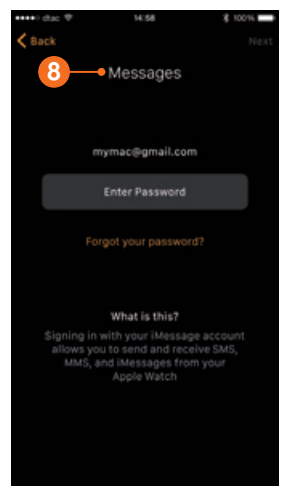 dtac 14:58 100%
Back Next
8 Messages
mymac@gmail.com
Enter Password
Forgot your password?
What is this?
Signing in with your iMessage account
allows you to send and receive SMS,
MMS, and iMessages from your
Apple Watch